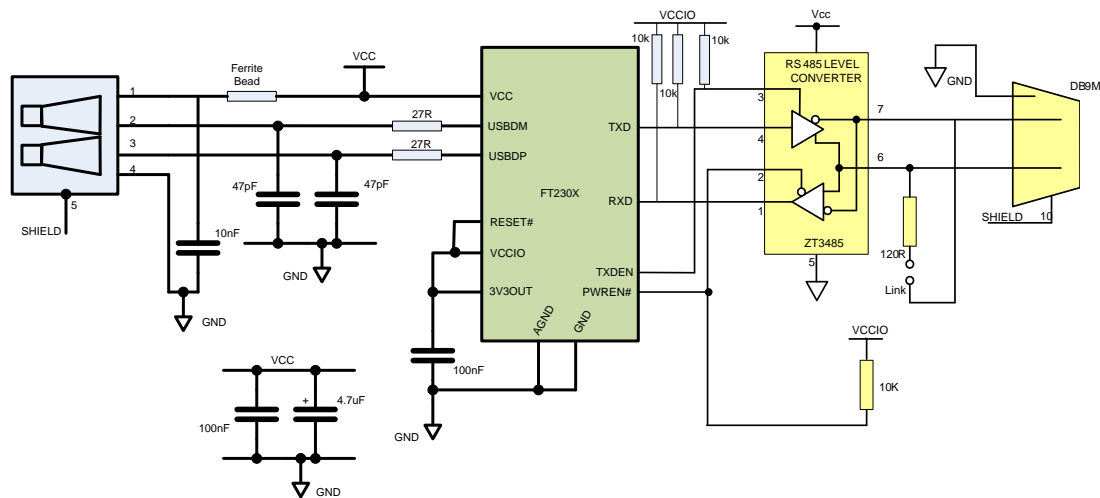 VCCIO
Vcc
10k
10k
10k
RS 485 LEVEL
CONVERTER
DB9M
GND
VCC
Ferrite
Bead
1
2
3
4
5
SHIELD
27R
27R
47pF
47pF
10nF
GND
GND
VCC
USBDM
USBDP
RESET#
VCCIO
3V3OUT
FT230X
TXD
RXD
TXDEN
PWREN#
AGND
GND
3
4
2
1
7
6
5
ZT3485
SHIELD
10
120R
Link
VCCIO
10K
100nF
GND
VCC
100nF
+
4.7uF
GND